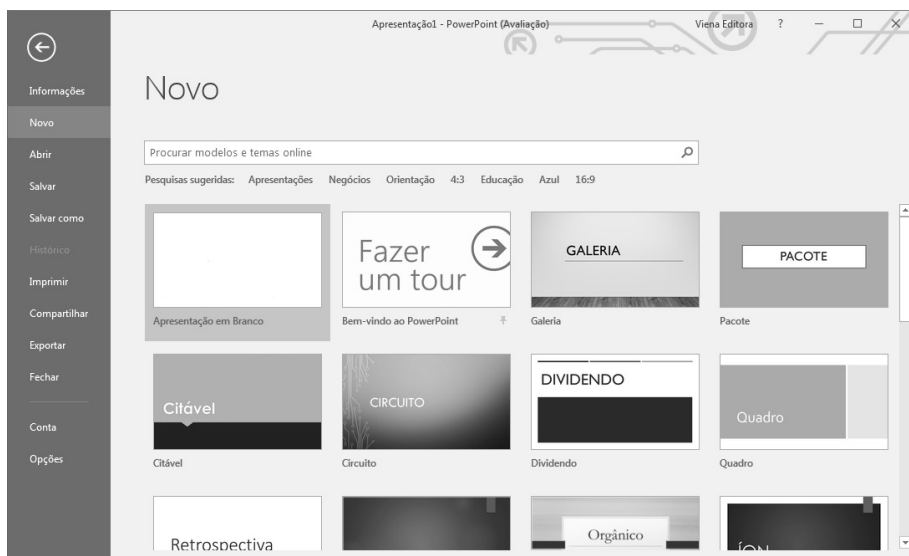 Apresentação1 - PowerPoint (Avaliação)
Viena Editora
?
Informações
Novo
Abrir
Salvar
Salvar como
Histórico
Imprimir
Compartilhar
Exportar
Fechar
Conta
Opções
Novo
Procurar modelos e temas online
Pesquisas sugeridas: Apresentações Negócios Orientação 4:3 Educação Azul 16:9
Apresentação em Branco
Fazer
um tour
Bem-vindo ao PowerPoint
GALERIA
Galeria
PACOTE
Pacote
Citável
Citável
CIRCUITO
Circuito
DIVIDENDO
Dividendo
Quadro
Quadro
Retrospectiva
Orgânico
ÍON